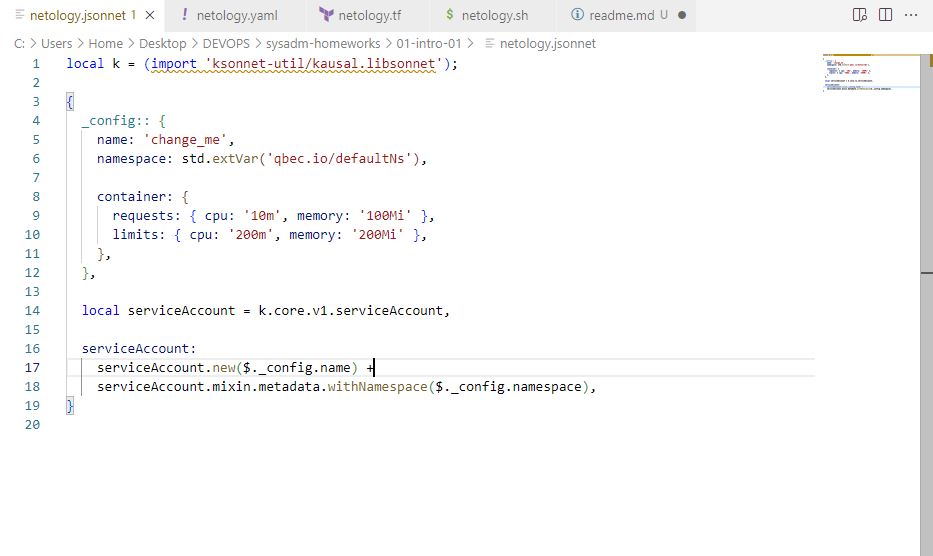 netology.jsonnet 1
netology.yaml
netology.tf
netology.sh
readme.md U
C: > Users > Home > Desktop > DEVOPS > sysadm-homeworks > 01-intro-01 > netology.jsonnet
1 local k = (import 'ksonnet-util/kausal.libsonnet');
2
3 {
4 _config:: {
5 name: 'change_me',
6 namespace: std.extVar('qbec.io/defaultNs'),
7
8 container: {
9 requests: { cpu: '10m', memory: '100Mi' },
10 limits: { cpu: '200m', memory: '200Mi' },
11 },
12 },
13
14 local serviceAccount = k.core.v1.serviceAccount,
15
16 serviceAccount:
17 serviceAccount.new($._config.name) +
18 serviceAccount.mixin.metadata.withNamespace($._config.namespace),
19 }
20